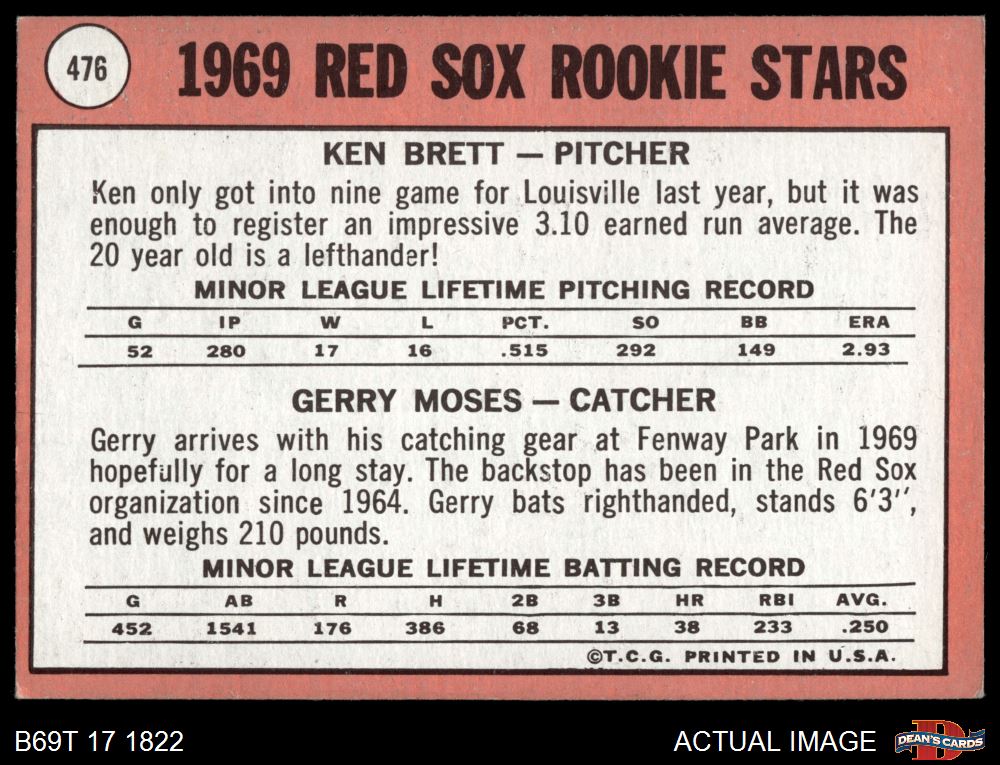 476
1969 RED SOX ROOKIE STARS
KEN BRETT — PITCHER
Ken only got into nine game for Louisville last year, but it was
enough to register an impressive 3.10 earned run average. The
20 year old is a lefthander!
MINOR LEAGUE LIFETIME PITCHING RECORD
G IP W L PCT. SO BB ERA
52 280 17 16 .515 292 149 2.93
GERRY MOSES — CATCHER
Gerry arrives with his catching gear at Fenway Park in 1969
hopefully for a long stay. The backstop has been in the Red Sox
organization since 1964. Gerry bats righthanded, stands 6'3'',
and weighs 210 pounds.
MINOR LEAGUE LIFETIME BATTING RECORD
G AB R H 2B 3B HR RBI AVG.
452 1541 176 386 68 13 38 233 .250
©T.C.G. PRINTED IN U.S.A.
B69T 17 1822
ACTUAL IMAGE
DEAN'S CARDS